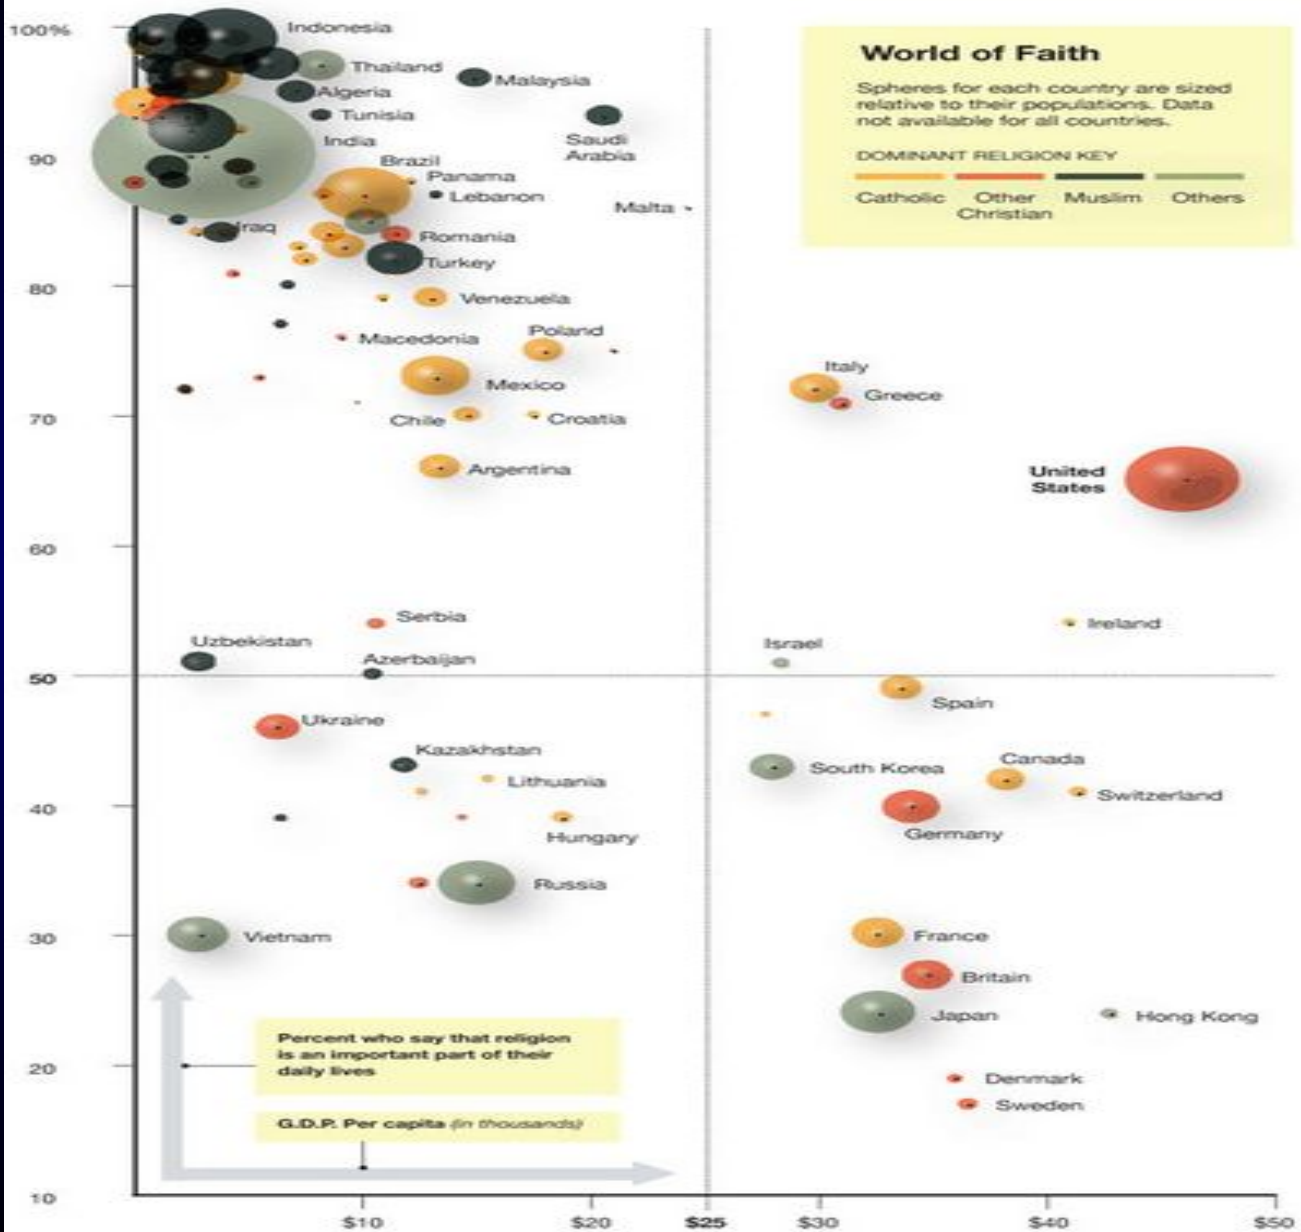 100%
Indonesia
Thailand
Malaysia
Algeria
Tunisia
Saudi
Arabia
India
90
Brazil
Panama
Lebanon
Malta
Iraq
Romania
Turkey
80
Venezuela
Macedonia
Poland
Mexico
Italy
Greece
70
Chile
Croatia
Argentina
United
States
60
Serbia
Ireland
Uzbekistan
Israel
Azerbaijan
50
Spain
Ukraine
Kazakhstan
Canada
South Korea
Lithuania
Switzerland
40
Hungary
Germany
Russia
30
Vietnam
France
Britain
Japan
Hong Kong
20
Denmark
Sweden
10
World of Faith
Spheres for each country are sized
relative to their populations. Data
not available for all countries.
DOMINANT RELIGION KEY
Catholic
Other
Christian
Muslim
Others
Percent who say that religion
is an important part of their
daily lives
G.D.P. Per capita (in thousands)
$10
$20
$25
$30
$40
$50